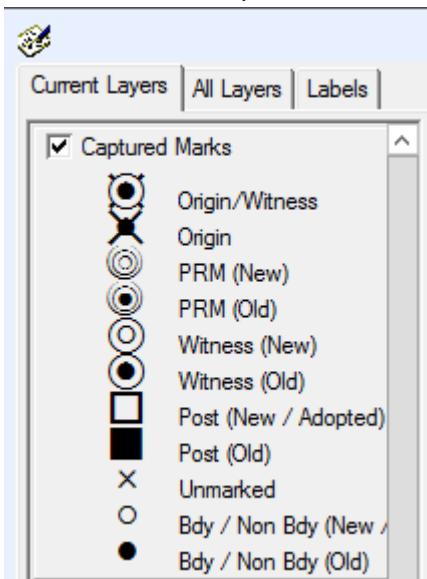 Current Layers All Layers Labels
Captured Marks
Origin/Witness
Origin
PRM (New)
PRM (Old)
Witness (New)
Witness (Old)
Post (New / Adopted)
Post (Old)
Unmarked
Bdy / Non Bdy (New /
Bdy / Non Bdy (Old)